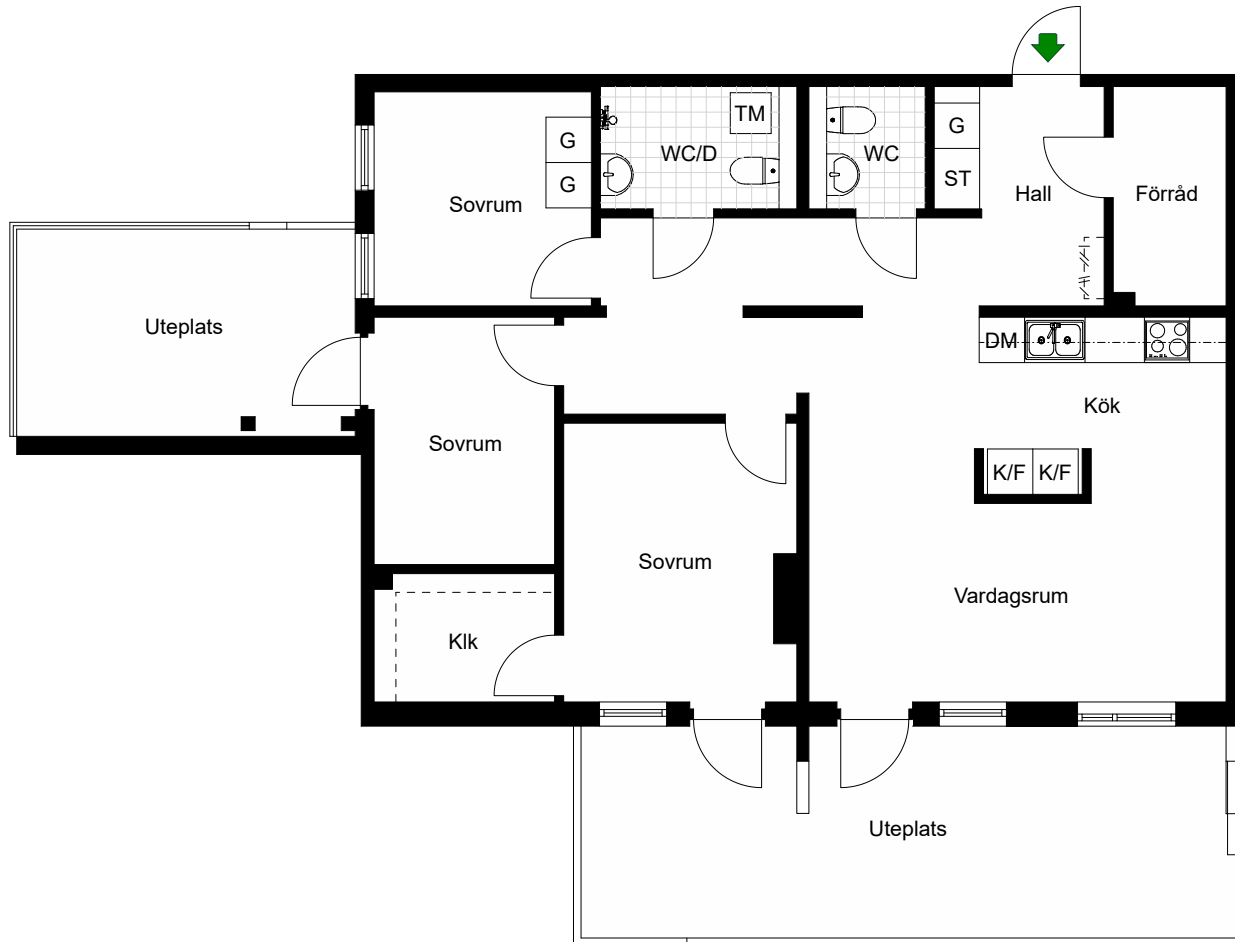 TM
G
G
WC/D
WC
ST
G
Hall
Förråd
Sovrum
Uteplats
DM
Kök
Sovrum
K/F
K/F
Sovrum
Vardagsrum
Klk
Uteplats